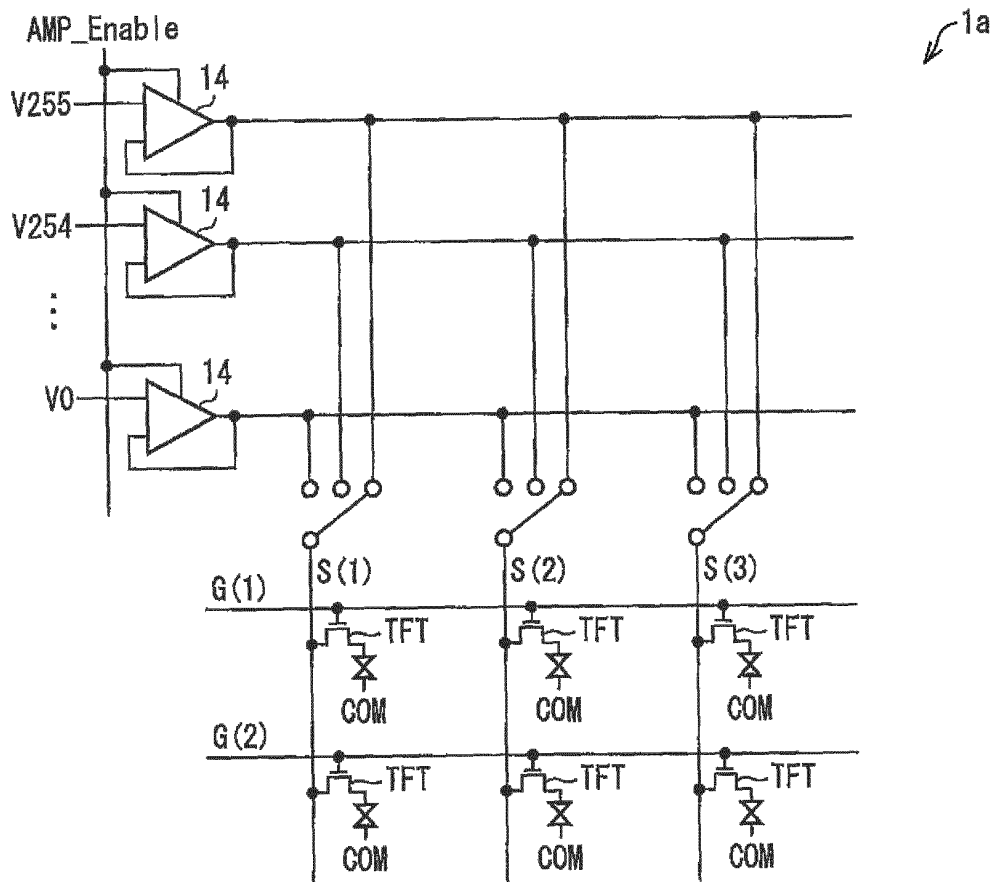 AMP_Enable
1a
V255
14
V254
14
V0
14
S(1) S(2) S(3)
G(1)
TFT TFT TFT
COM COM COM
G(2)
TFT TFT TFT
COM COM COM